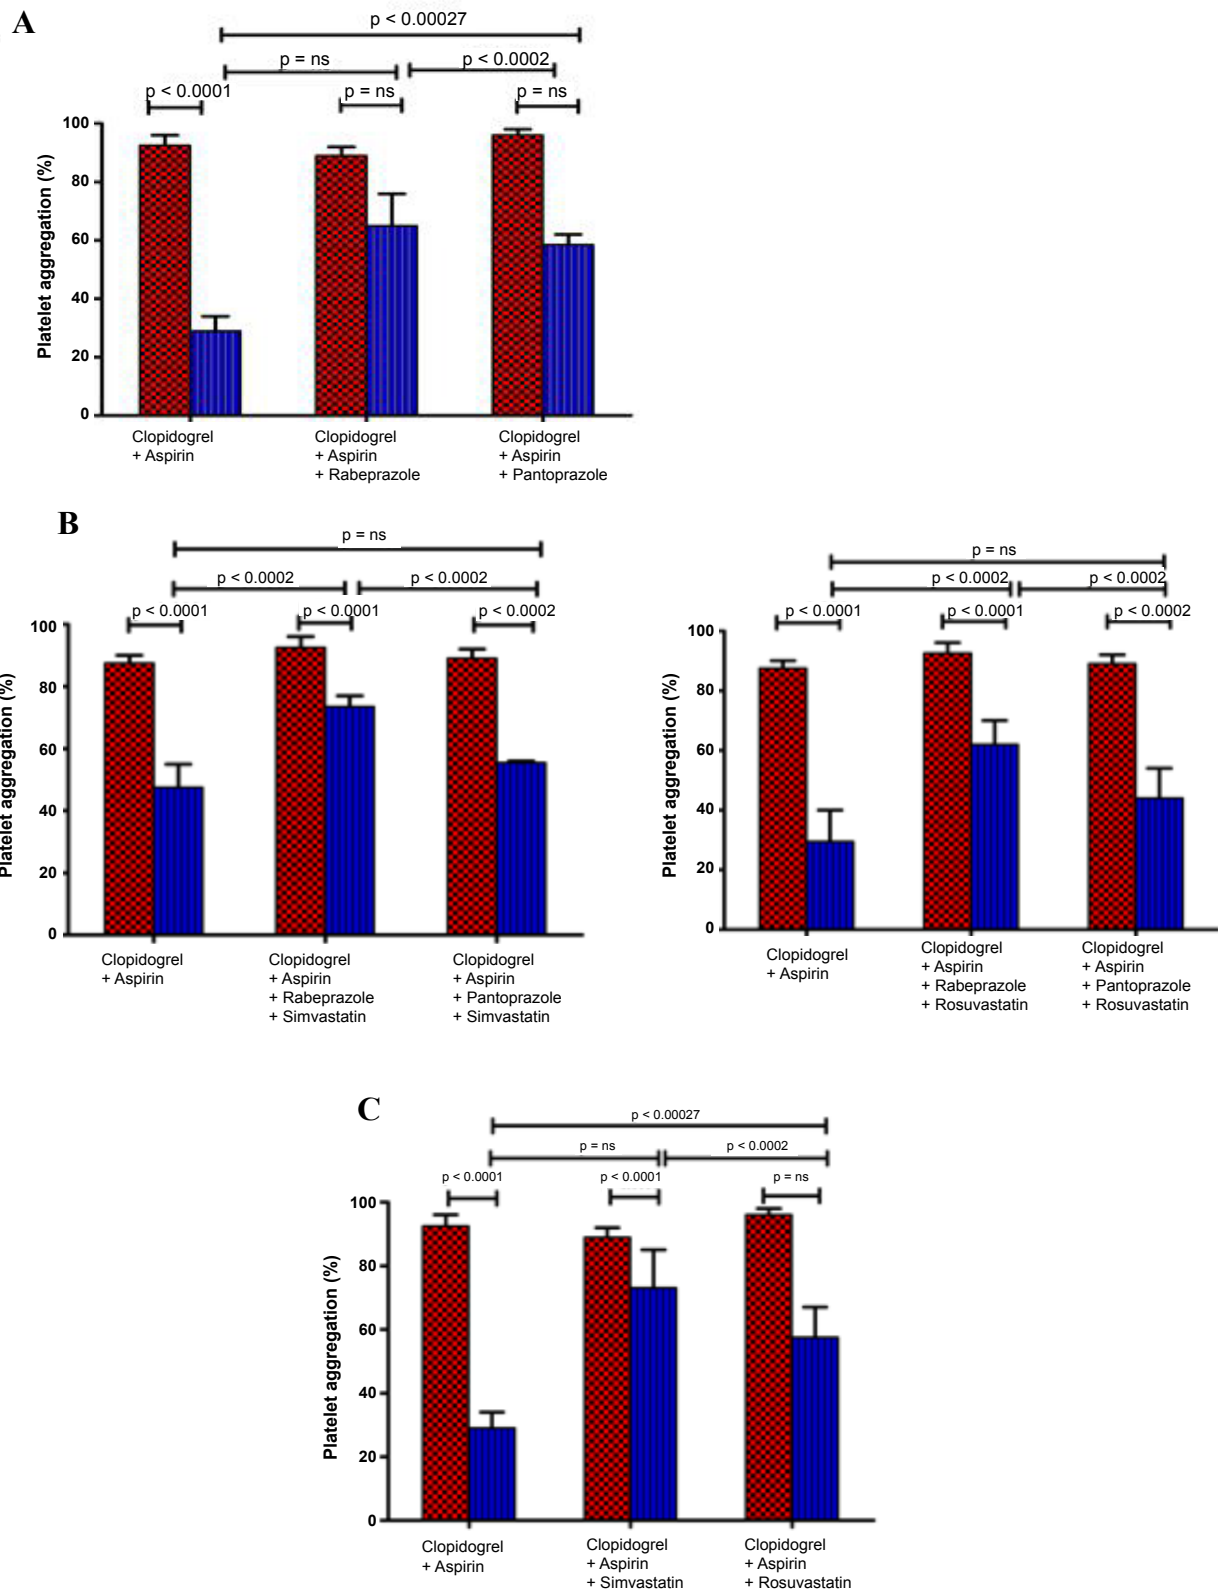 A
p < 0.00027
p = ns
p < 0.0002
p < 0.0001
p = ns
p = ns
Platelet aggregation (%)
100
80
60
40
20
0
Clopidogrel
+ Aspirin
Clopidogrel
+ Aspirin
+ Rabeprazole
Clopidogrel
+ Aspirin
+ Pantoprazole
B
p = ns
p < 0.0002
p < 0.0002
p < 0.0001
p < 0.0001
p < 0.0002
Platelet aggregation (%)
100
80
60
40
20
0
Clopidogrel
+ Aspirin
Clopidogrel
+ Aspirin
+ Rabeprazole
+ Simvastatin
Clopidogrel
+ Aspirin
+ Pantoprazole
+ Simvastatin
p = ns
p < 0.0002
p < 0.0002
p < 0.0001
p < 0.0001
p < 0.0002
Platelet aggregation (%)
100
80
60
40
20
0
Clopidogrel
+ Aspirin
Clopidogrel
+ Aspirin
+ Rabeprazole
+ Rosuvastatin
Clopidogrel
+ Aspirin
+ Pantoprazole
+ Rosuvastatin
C
p < 0.00027
p = ns
p < 0.0002
p < 0.0001
p < 0.0001
p = ns
Platelet aggregation (%)
100
80
60
40
20
0
Clopidogrel
+ Aspirin
Clopidogrel
+ Aspirin
+ Simvastatin
Clopidogrel
+ Aspirin
+ Rosuvastatin